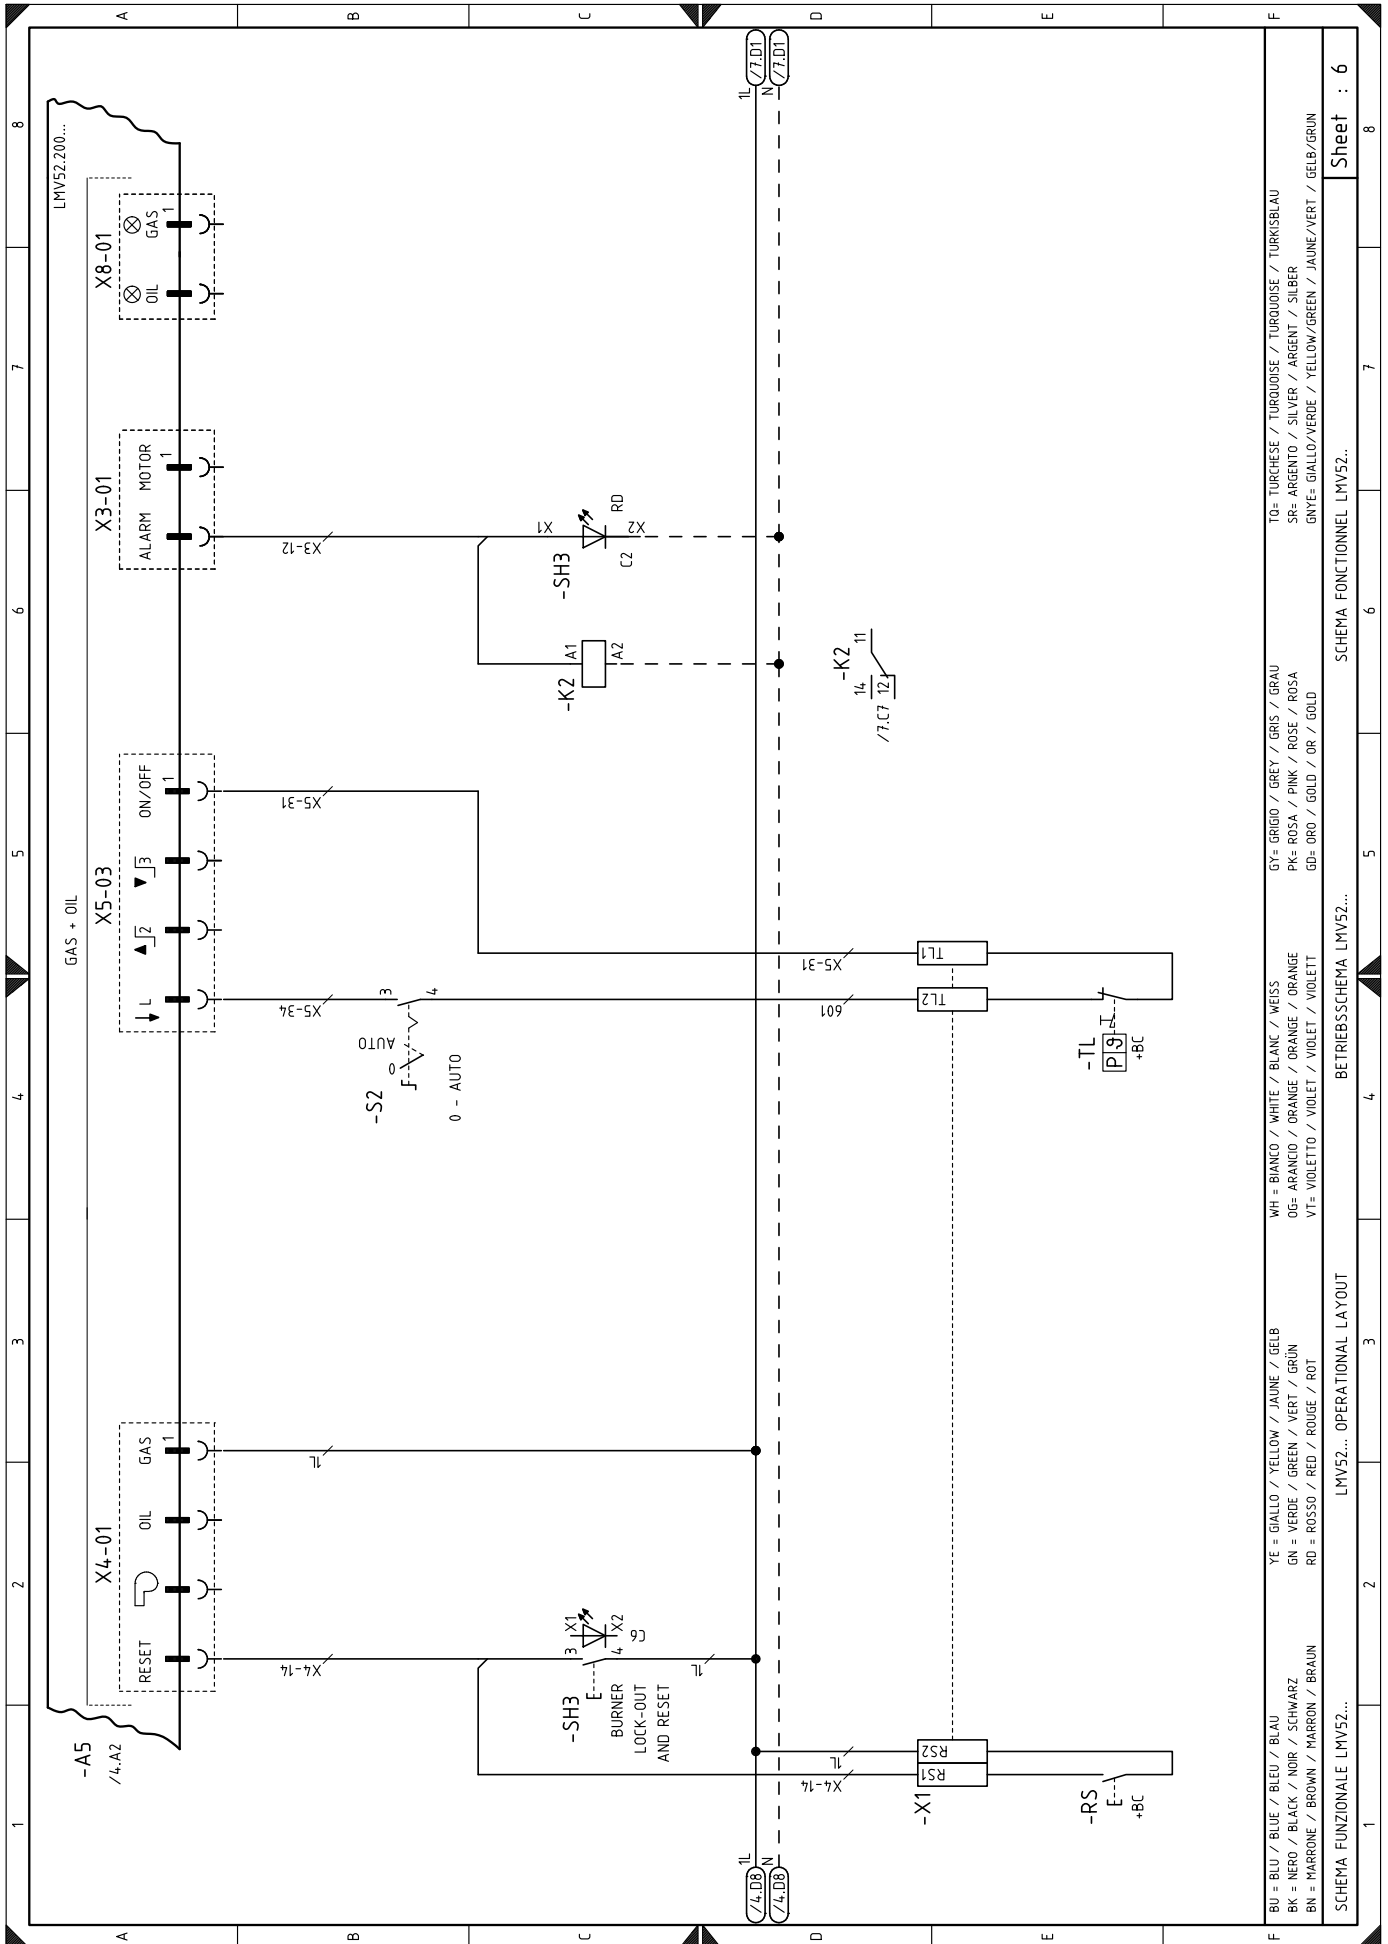 1 2 3 4 5 6 7 8
A
-A5
/4.A2
GAS + OIL
LMV52.200...
X4-01
RESET
OIL
GAS
1
X5-03
L
2
3
ON/OFF
1
X3-01
ALARM
MOTOR
1
X8-01
OIL
GAS
1
A
B
X4-14
1L
X5-34
X5-31
X3-12
-S2
0
AUTO
3
4
0 - AUTO
B
C
-SH3
BURNER
LOCK-OUT
AND RESET
3
4
X1
X2
C6
1L
-K2
A1
A2
-SH3
X1
X2
C2
RD
C
/4.D8
1L
/7.D1
1L
/4.D8
N
/7.D1
N
D
X4-14
1L
601
X5-31
-K2
14
12
11
/7.C7
D
E
-X1
RS1
RS2
TL2
TL1
-RS
+BC
-TL
P
ϑ
+BC
E
F
BU = BLU / BLUE / BLEU / BLAU
BK = NERO / BLACK / NOIR / SCHWARZ
BN = MARRONE / BROWN / MARRON / BRAUN
YE = GIALLO / YELLOW / JAUNE / GELB
GN = VERDE / GREEN / VERT / GRÜN
RD = ROSSO / RED / ROUGE / ROT
WH = BIANCO / WHITE / BLANC / WEISS
OG= ARANCIO / ORANGE / ORANGE / ORANGE
VT= VIOLETTO / VIOLET / VIOLET / VIOLETT
GY= GRIGIO / GREY / GRIS / GRAU
PK= ROSA / PINK / ROSE / ROSA
GD= ORO / GOLD / OR / GOLD
TQ= TURCHESE / TURQUOISE / TURQUOISE / TURKISBLAU
SR= ARGENTO / SILVER / ARGENT / SILBER
GNYE= GIALLO/VERDE / YELLOW/GREEN / JAUNE/VERT / GELB/GRUN
F
SCHEMA FUNZIONALE LMV52...
LMV52... OPERATIONAL LAYOUT
BETRIEBSSCHEMA LMV52...
SCHEMA FONCTIONNEL LMV52..
Sheet : 6
1 2 3 4 5 6 7 8